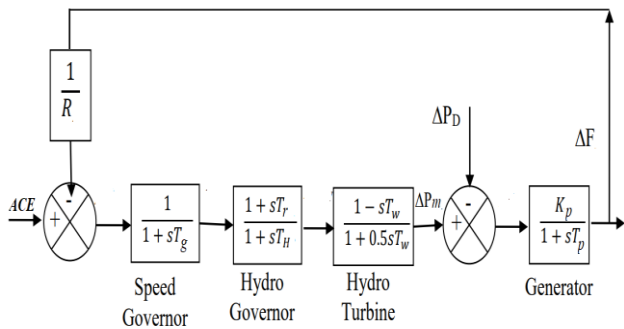 1
R
ΔP_D
ΔF
ACE
+
-
1
1 + sT_g
1 + sT_r
1 + sT_H
1 − sT_w
1 + 0.5sT_w
ΔP_m
+
-
K_p
1 + sT_p
Speed
Governor
Hydro
Governor
Hydro
Turbine
Generator